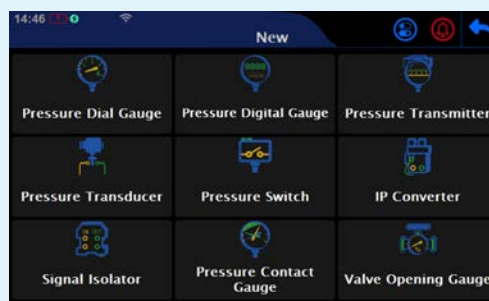 14:46
New
Pressure Dial Gauge
Pressure Digital Gauge
Pressure Transmitter
Pressure Transducer
Pressure Switch
IP Converter
Signal Isolator
Pressure Contact
Gauge
Valve Opening Gauge